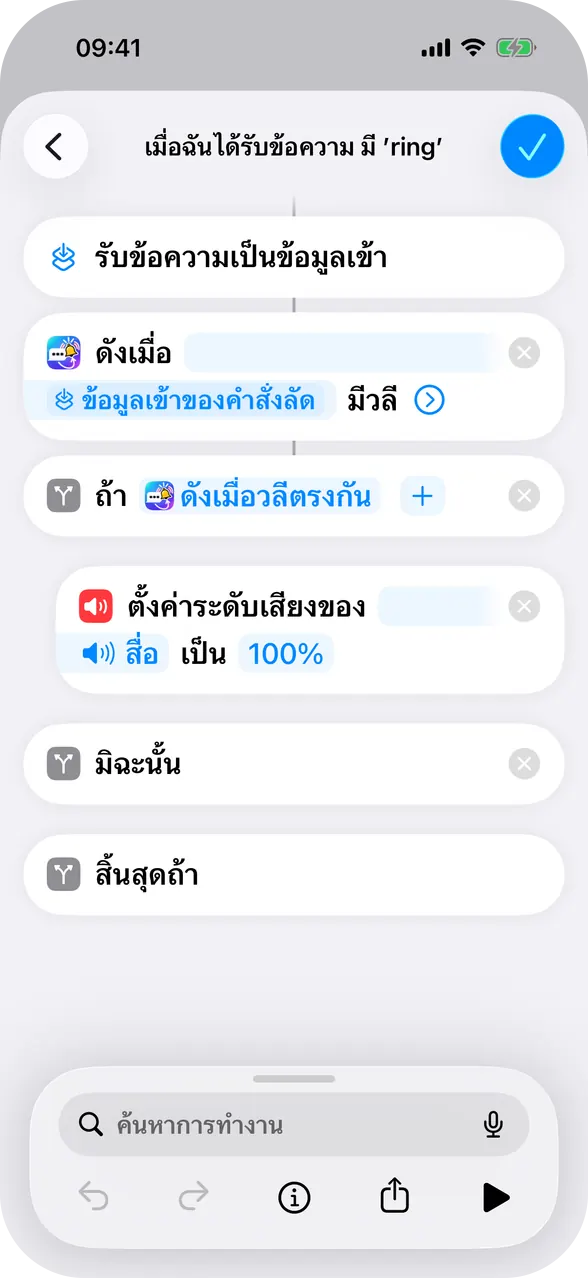 09:41
เมื่อฉันได้รับข้อความ มี ’ring’
รับข้อความเป็นข้อมูลเข้า
ดังเมื่อ
ข้อมูลเข้าของคำสั่งลัด มีวลี
ถ้า ดังเมื่อวลีตรงกัน
ตั้งค่าระดับเสียงของ
สื่อ เป็น 100%
มิฉะนั้น
สิ้นสุดถ้า
ค้นหาการทำงาน